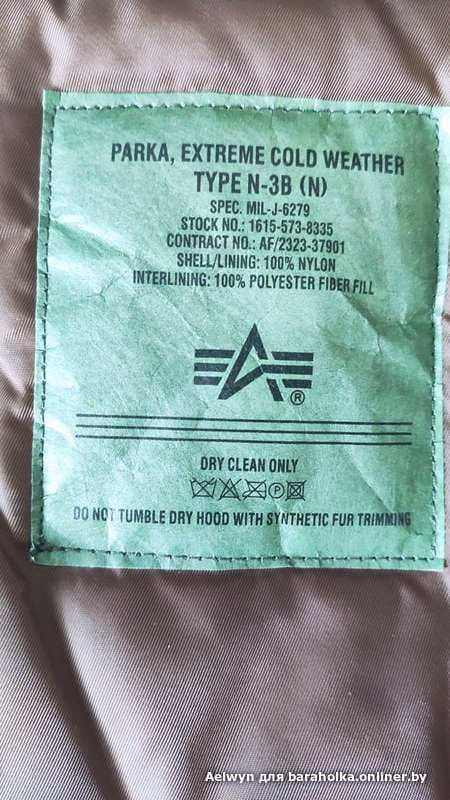 PARKA, EXTREME COLD WEATHER
TYPE N-3B (N)
SPEC. MIL-J-6279
STOCK NO.: 1615-573-8335
CONTRACT NO.: AF/2323-37901
SHELL/LINING: 100% NYLON
INTERLINING: 100% POLYESTER FIBER FILL
®
DRY CLEAN ONLY
P
DO NOT TUMBLE DRY HOOD WITH SYNTHETIC FUR TRIMMING
Aelwyn для baraholka.onliner.by